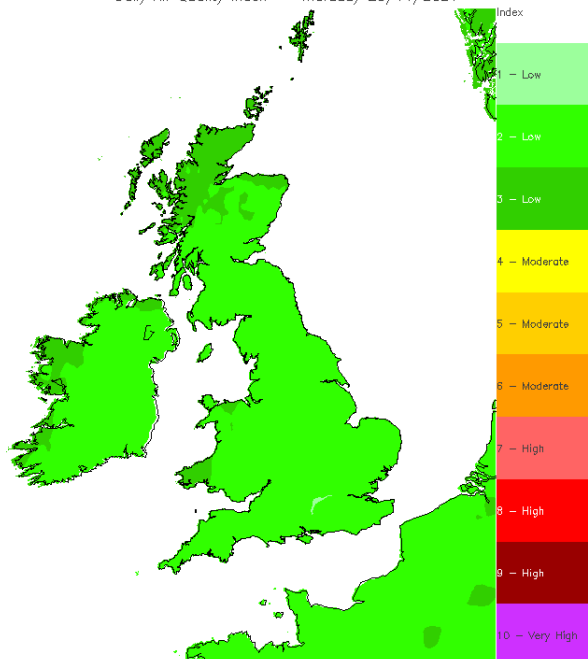 Index
1 - Low
2 - Low
3 - Low
4 - Moderate
5 - Moderate
6 - Moderate
7 - High
8 - High
9 - High
10 - Very High